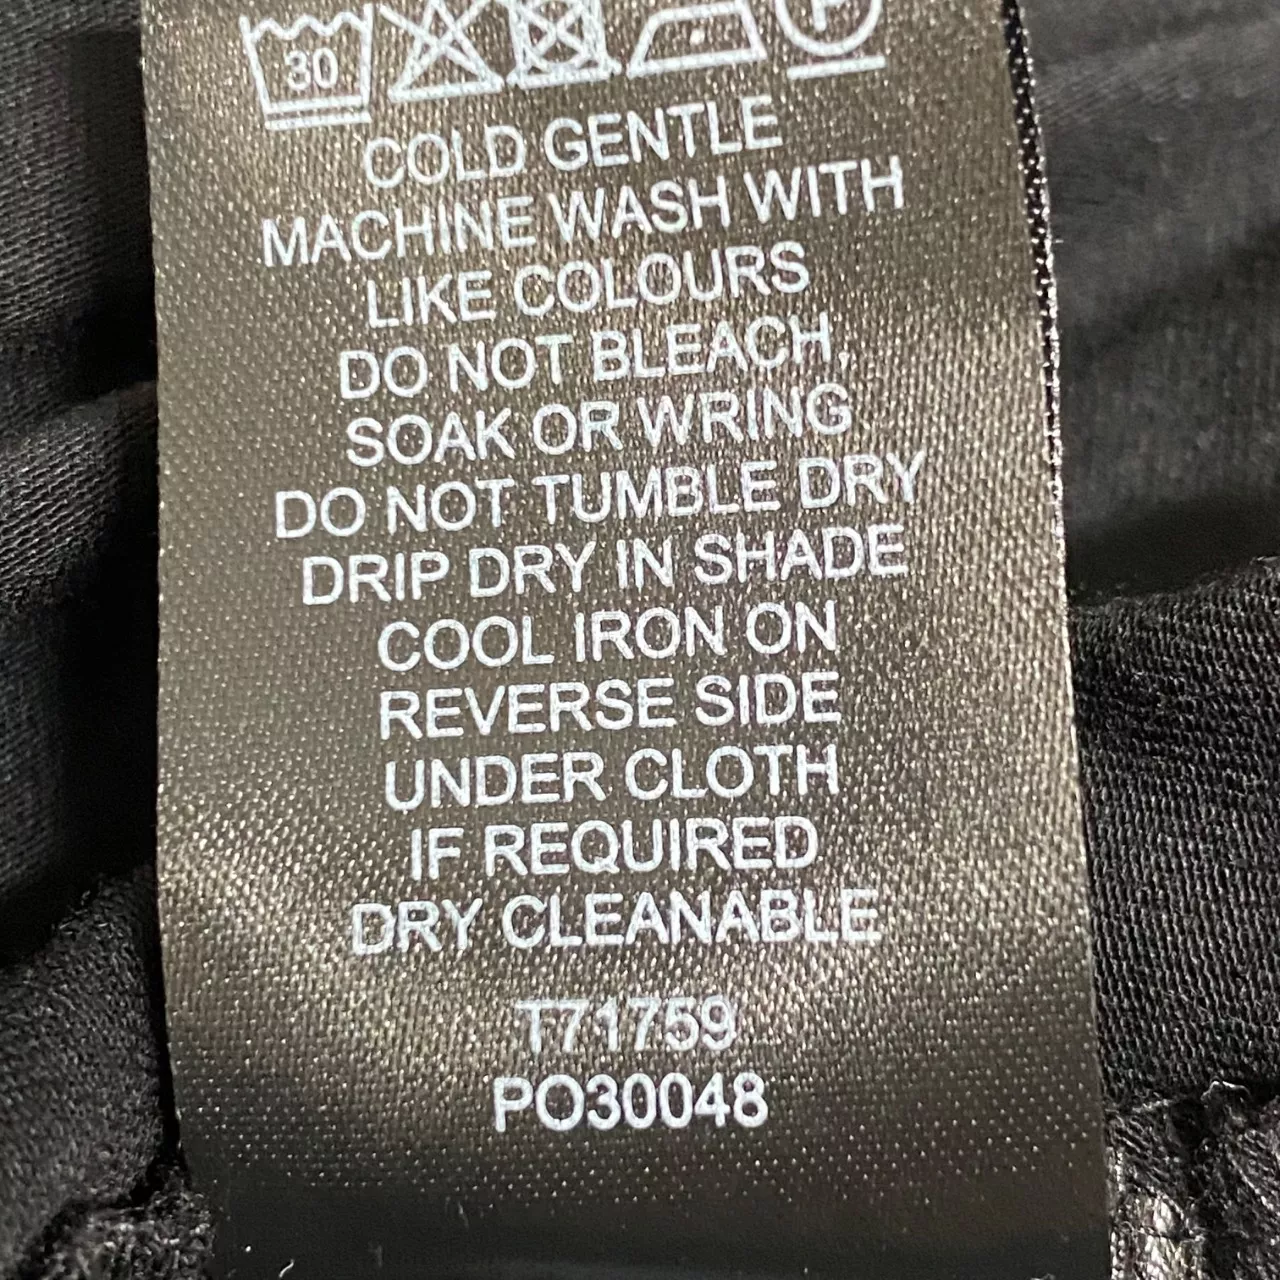 30 P
COLD GENTLE
MACHINE WASH WITH
LIKE COLOURS
DO NOT BLEACH,
SOAK OR WRING
DO NOT TUMBLE DRY
DRIP DRY IN SHADE
COOL IRON ON
REVERSE SIDE
UNDER CLOTH
IF REQUIRED
DRY CLEANABLE
T71759
PO30048